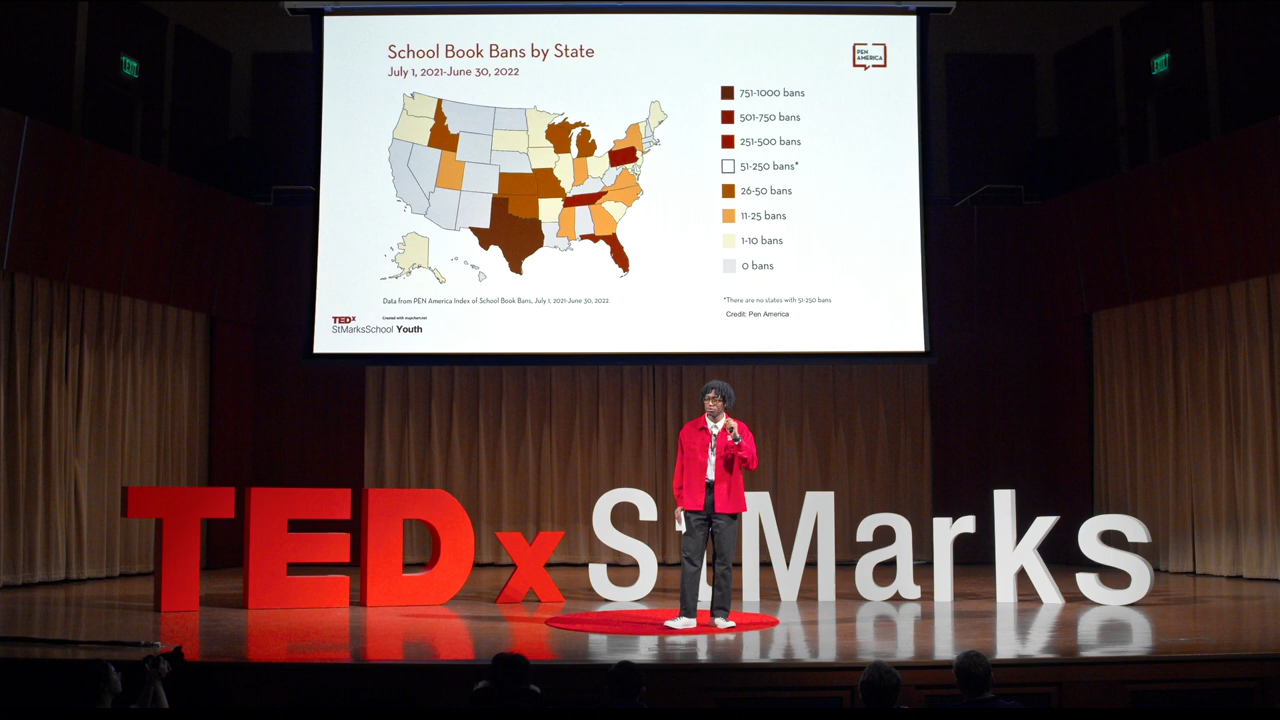 EXIT
EXIT
School Book Bans by State
July 1, 2021-June 30, 2022
PEN
AMERICA
751-1000 bans
501-750 bans
251-500 bans
51-250 bans*
26-50 bans
11-25 bans
1-10 bans
0 bans
Data from PEN America Index of School Book Bans, July 1, 2021-June 30, 2022.
*There are no states with 51-250 bans
Credit: Pen America
TEDx
Created with mapchart.net
StMarksSchool Youth
TEDxStMarks